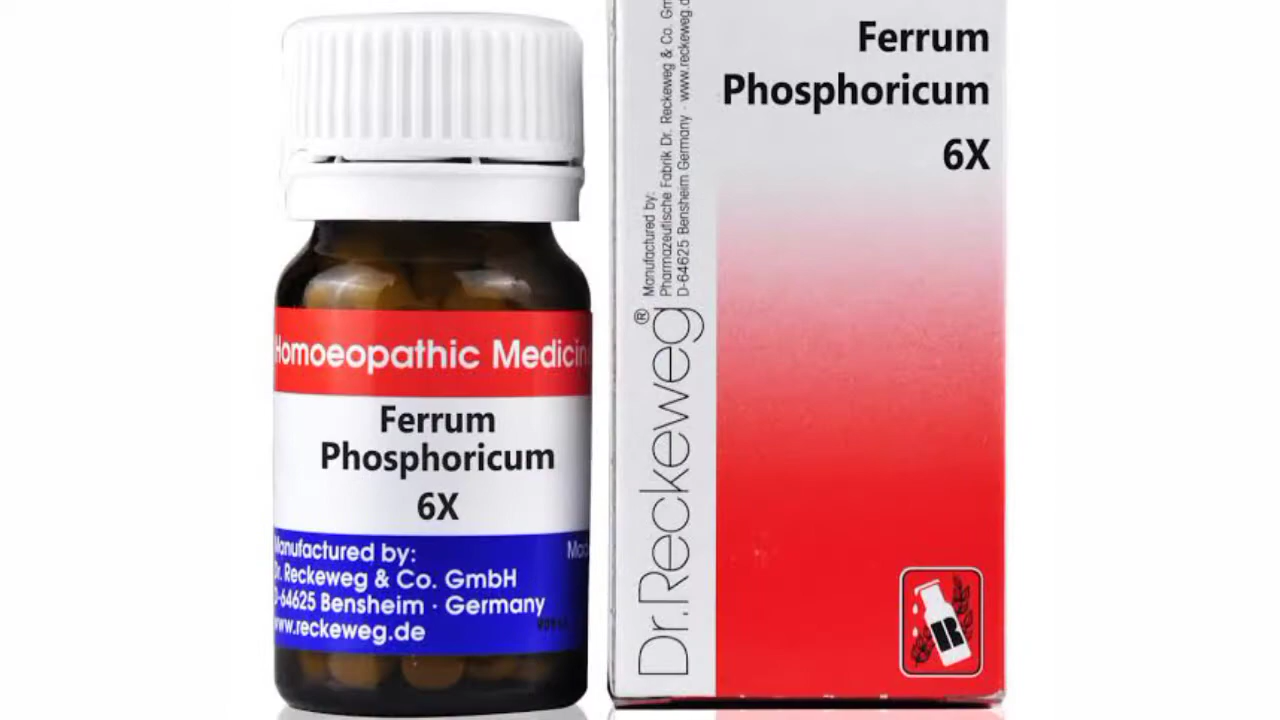 Homoeopathic Medicin
Ferrum
Phosphoricum
6X
Manufactured by:
Dr. Reckeweg & Co. GmbH
D-64625 Bensheim · Germany
www.reckeweg.de
Ferrum
Phosphoricum
6X
Dr.Reckeweg®
Manufactured by:
Pharmazeutische Fabrik Dr. Reckeweg & Co. Gm
D-64625 Bensheim Germany · www.reckeweg.d
R